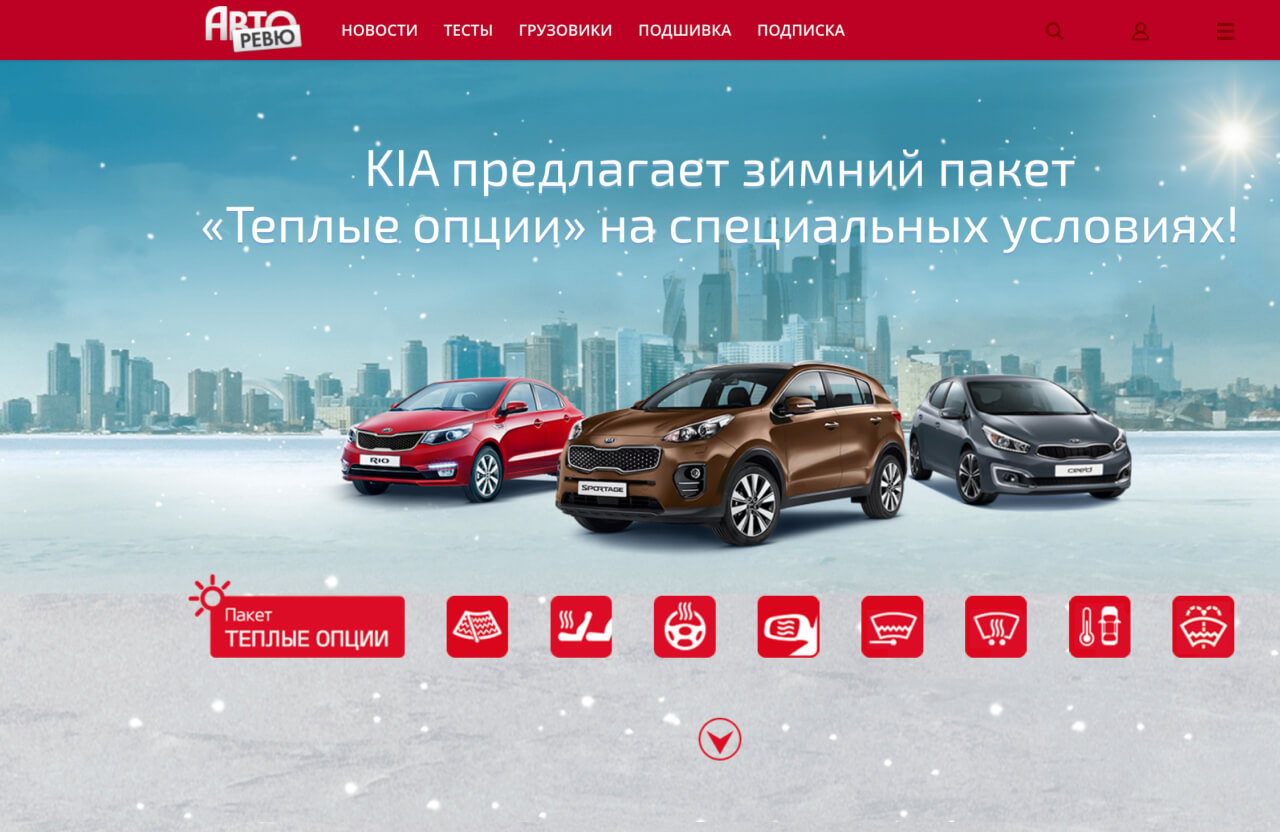 АВТО
РЕВЮ
НОВОСТИ ТЕСТЫ ГРУЗОВИКИ ПОДШИВКА ПОДПИСКА
KIA предлагает зимний пакет
«Теплые опции» на специальных условиях!
RIO
SPORTAGE
cee'd
Пакет
ТЕПЛЫЕ ОПЦИИ